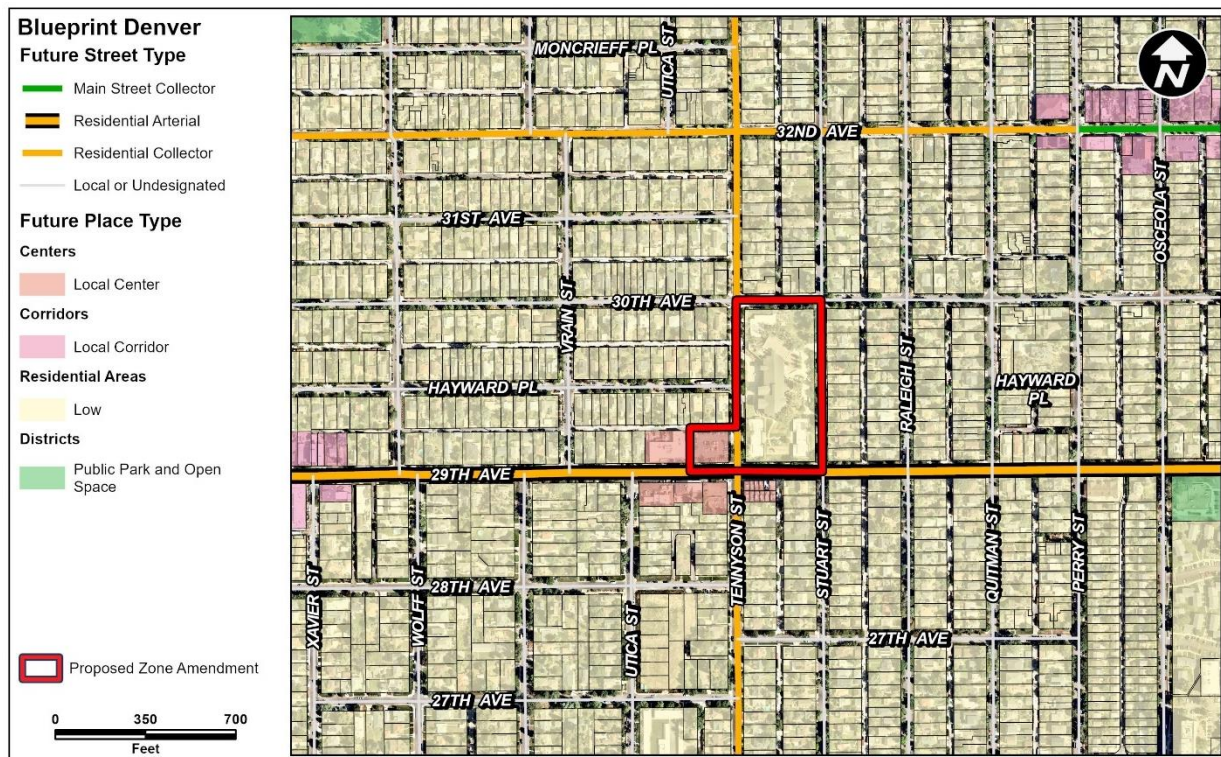 Blueprint Denver
Future Street Type
Main Street Collector
Residential Arterial
Residential Collector
Local or Undesignated
Future Place Type
Centers
Local Center
Corridors
Local Corridor
Residential Areas
Low
Districts
Public Park and Open
Space
Proposed Zone Amendment
0 350 700
Feet
N
MONCRIEFF PL
UTICA ST
32ND AVE
31ST AVE
OSCEOLA ST
30TH AVE
VRAIN ST
HAYWARD PL
RALEIGH ST
HAYWARD
PL
29TH AVE
TENNYSON ST
STUART ST
QUITMAN ST
PERRY ST
XAVIER ST
WOLFF ST
28TH AVE
UTICA ST
27TH AVE
27TH AVE